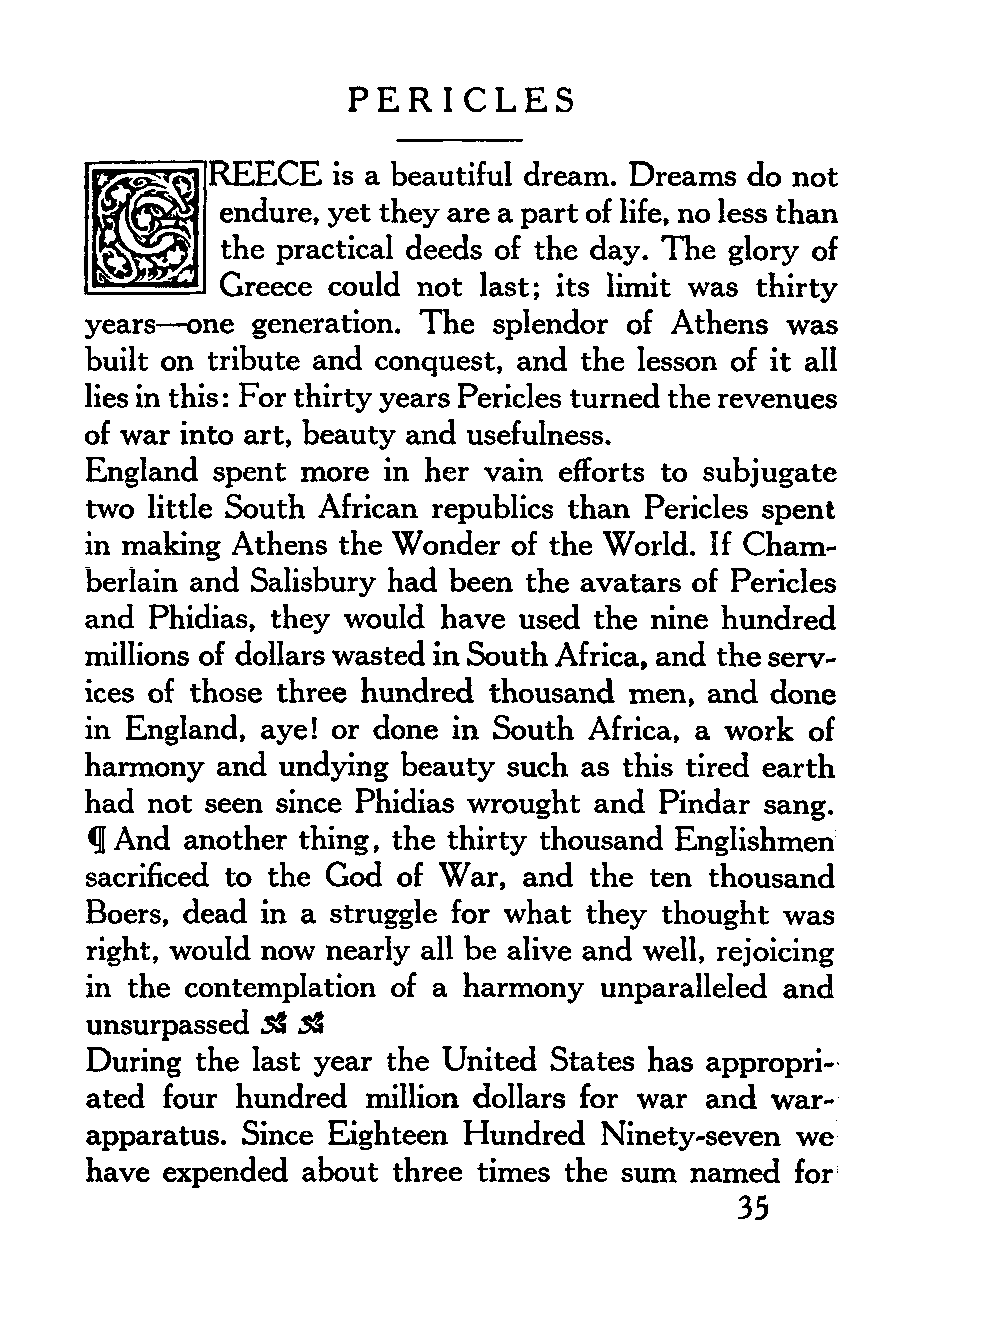 PERICLES
GREECE is a beautiful dream. Dreams do not
endure, yet they are a part of life, no less than
the practical deeds of the day. The glory of
Greece could not last; its limit was thirty
years—one generation. The splendor of Athens was
built on tribute and conquest, and the lesson of it all
lies in this: For thirty years Pericles turned the revenues
of war into art, beauty and usefulness.
England spent more in her vain efforts to subjugate
two little South African republics than Pericles spent
in making Athens the Wonder of the World. If Cham-
berlain and Salisbury had been the avatars of Pericles
and Phidias, they would have used the nine hundred
millions of dollars wasted in South Africa, and the serv-
ices of those three hundred thousand men, and done
in England, aye! or done in South Africa, a work of
harmony and undying beauty such as this tired earth
had not seen since Phidias wrought and Pindar sang.
¶ And another thing, the thirty thousand Englishmen
sacrificed to the God of War, and the ten thousand
Boers, dead in a struggle for what they thought was
right, would now nearly all be alive and well, rejoicing
in the contemplation of a harmony unparalleled and
unsurpassed
During the last year the United States has appropri-
ated four hundred million dollars for war and war-
apparatus. Since Eighteen Hundred Ninety-seven we
have expended about three times the sum named for
35